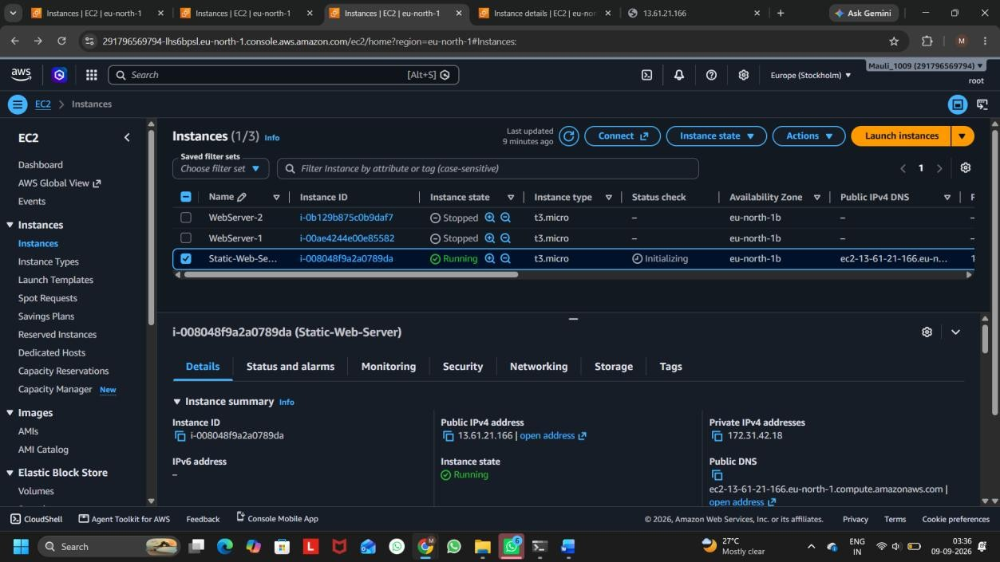 Instances | EC2 | eu-north-1
Instances | EC2 | eu-north-1
Instances | EC2 | eu-north-1
Instance details | EC2 | eu-nor
13.61.21.166
Ask Gemini
291796569794-lhs6bpsl.eu-north-1.console.aws.amazon.com/ec2/home?region=eu-north-1#Instances:
M
aws
Search
[Alt+S]
Europe (Stockholm)
Mauli_1009 (291796569794)
root
EC2
Instances
EC2
Dashboard
AWS Global View
Events
Instances
Instances
Instance Types
Launch Templates
Spot Requests
Savings Plans
Reserved Instances
Dedicated Hosts
Capacity Reservations
Capacity Manager New
Images
AMIs
AMI Catalog
Elastic Block Store
Volumes
Instances (1/3) Info
Last updated
9 minutes ago
Connect
Instance state
Actions
Launch instances
Saved filter sets
Choose filter set
Filter Instance by attribute or tag (case-sensitive)
1
Name Instance ID Instance state Instance type Status check Availability Zone Public IPv4 DNS P
WebServer-2 i-0b129b875c0b9daf7 Stopped t3.micro – eu-north-1b – –
WebServer-1 i-00ae4244e00e85582 Stopped t3.micro – eu-north-1b – –
Static-Web-Se... i-008048f9a2a0789da Running t3.micro Initializing eu-north-1b ec2-13-61-21-166.eu-n... 1
i-008048f9a2a0789da (Static-Web-Server)
Details Status and alarms Monitoring Security Networking Storage Tags
Instance summary Info
Instance ID
i-008048f9a2a0789da
Public IPv4 address
13.61.21.166 | open address
Private IPv4 addresses
172.31.42.18
IPv6 address
–
Instance state
Running
Public DNS
ec2-13-61-21-166.eu-north-1.compute.amazonaws.com |
open address
CloudShell
Agent Toolkit for AWS
Feedback
Console Mobile App
© 2026, Amazon Web Services, Inc. or its affiliates.
Privacy
Terms
Cookie preferences
Search
L
M
6
W
27°C
Mostly clear
ENG
IN
03:36
09-09-2026